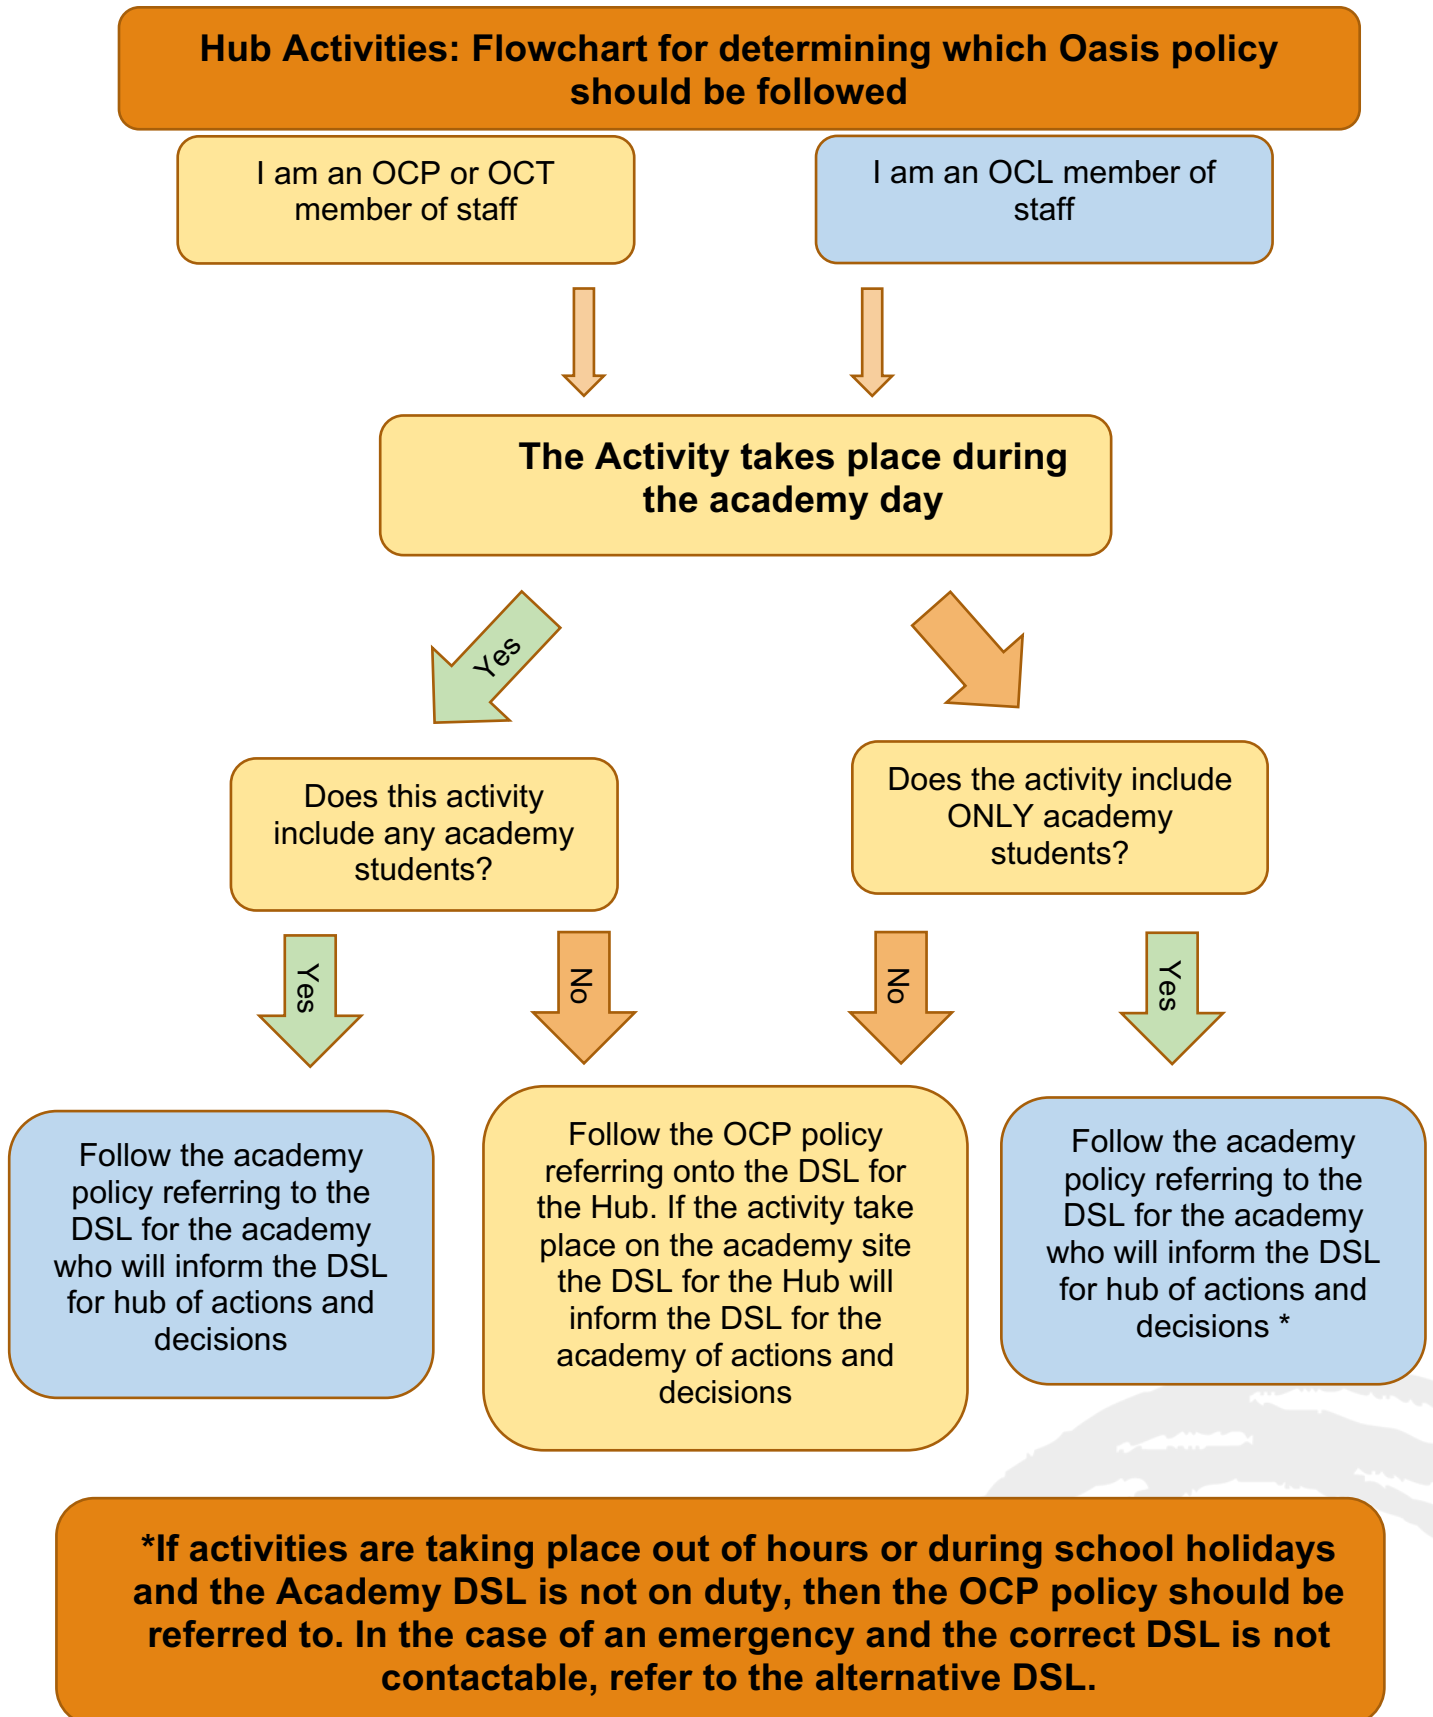 Hub Activities: Flowchart for determining which Oasis policy
should be followed
I am an OCP or OCT
member of staff
I am an OCL member of
staff
The Activity takes place during
the academy day
Yes
Does this activity
include any academy
students?
Does the activity include
ONLY academy
students?
Yes
No
No
Yes
Follow the academy
policy referring to the
DSL for the academy
who will inform the DSL
for hub of actions and
decisions
Follow the OCP policy
referring onto the DSL for
the Hub. If the activity take
place on the academy site
the DSL for the Hub will
inform the DSL for the
academy of actions and
decisions
Follow the academy
policy referring to the
DSL for the academy
who will inform the DSL
for hub of actions and
decisions *
*If activities are taking place out of hours or during school holidays
and the Academy DSL is not on duty, then the OCP policy should be
referred to. In the case of an emergency and the correct DSL is not
contactable, refer to the alternative DSL.